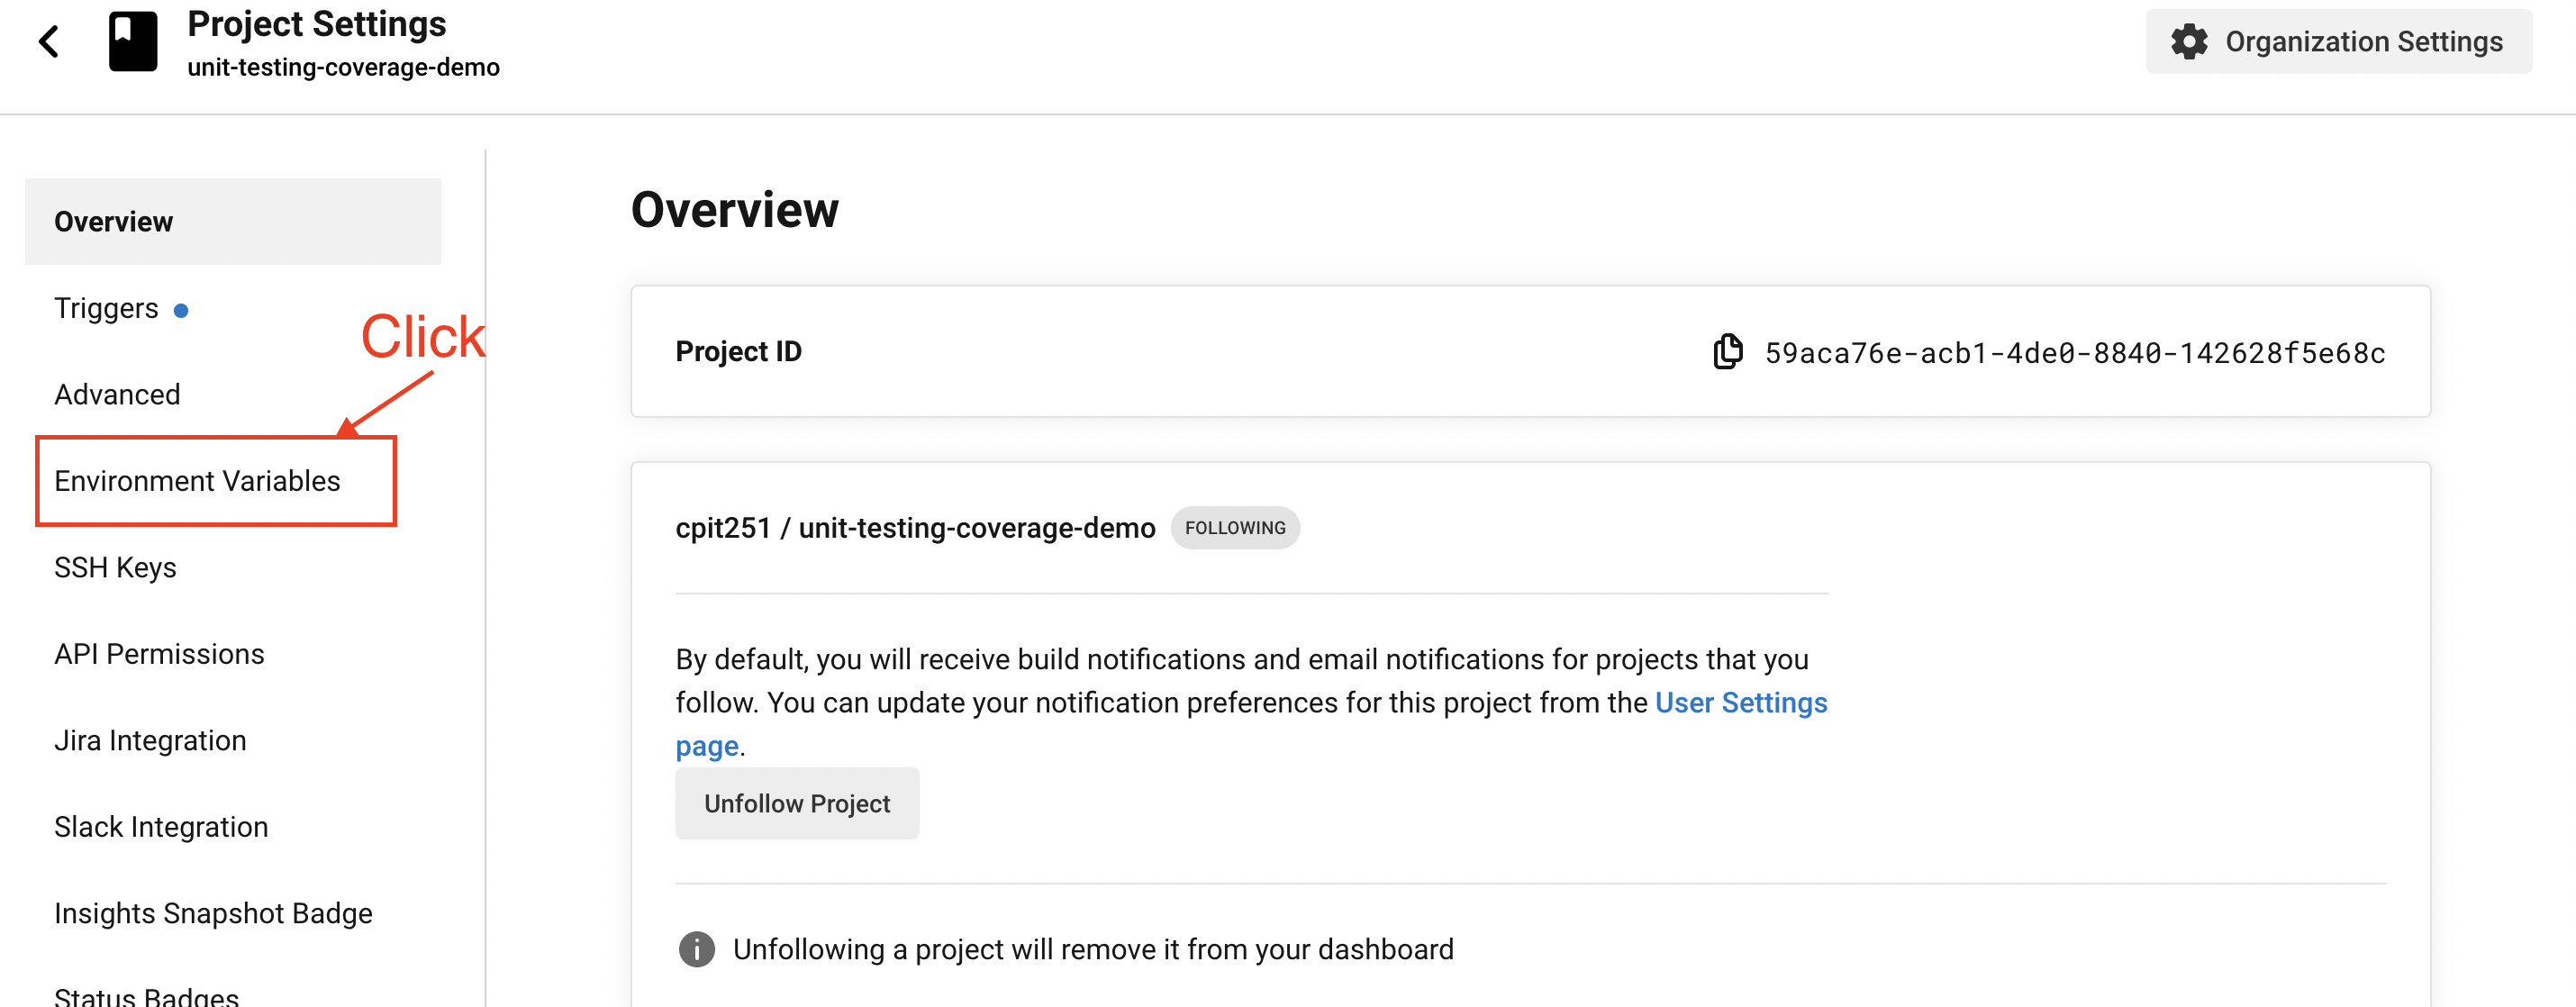 Project Settings
unit-testing-coverage-demo
Organization Settings
Overview
Triggers
Click
Advanced
Environment Variables
SSH Keys
API Permissions
Jira Integration
Slack Integration
Insights Snapshot Badge
Status Badges
Overview
Project ID
59aca76e-acb1-4de0-8840-142628f5e68c
cpit251 / unit-testing-coverage-demo FOLLOWING
By default, you will receive build notifications and email notifications for projects that you
follow. You can update your notification preferences for this project from the User Settings
page.
Unfollow Project
Unfollowing a project will remove it from your dashboard